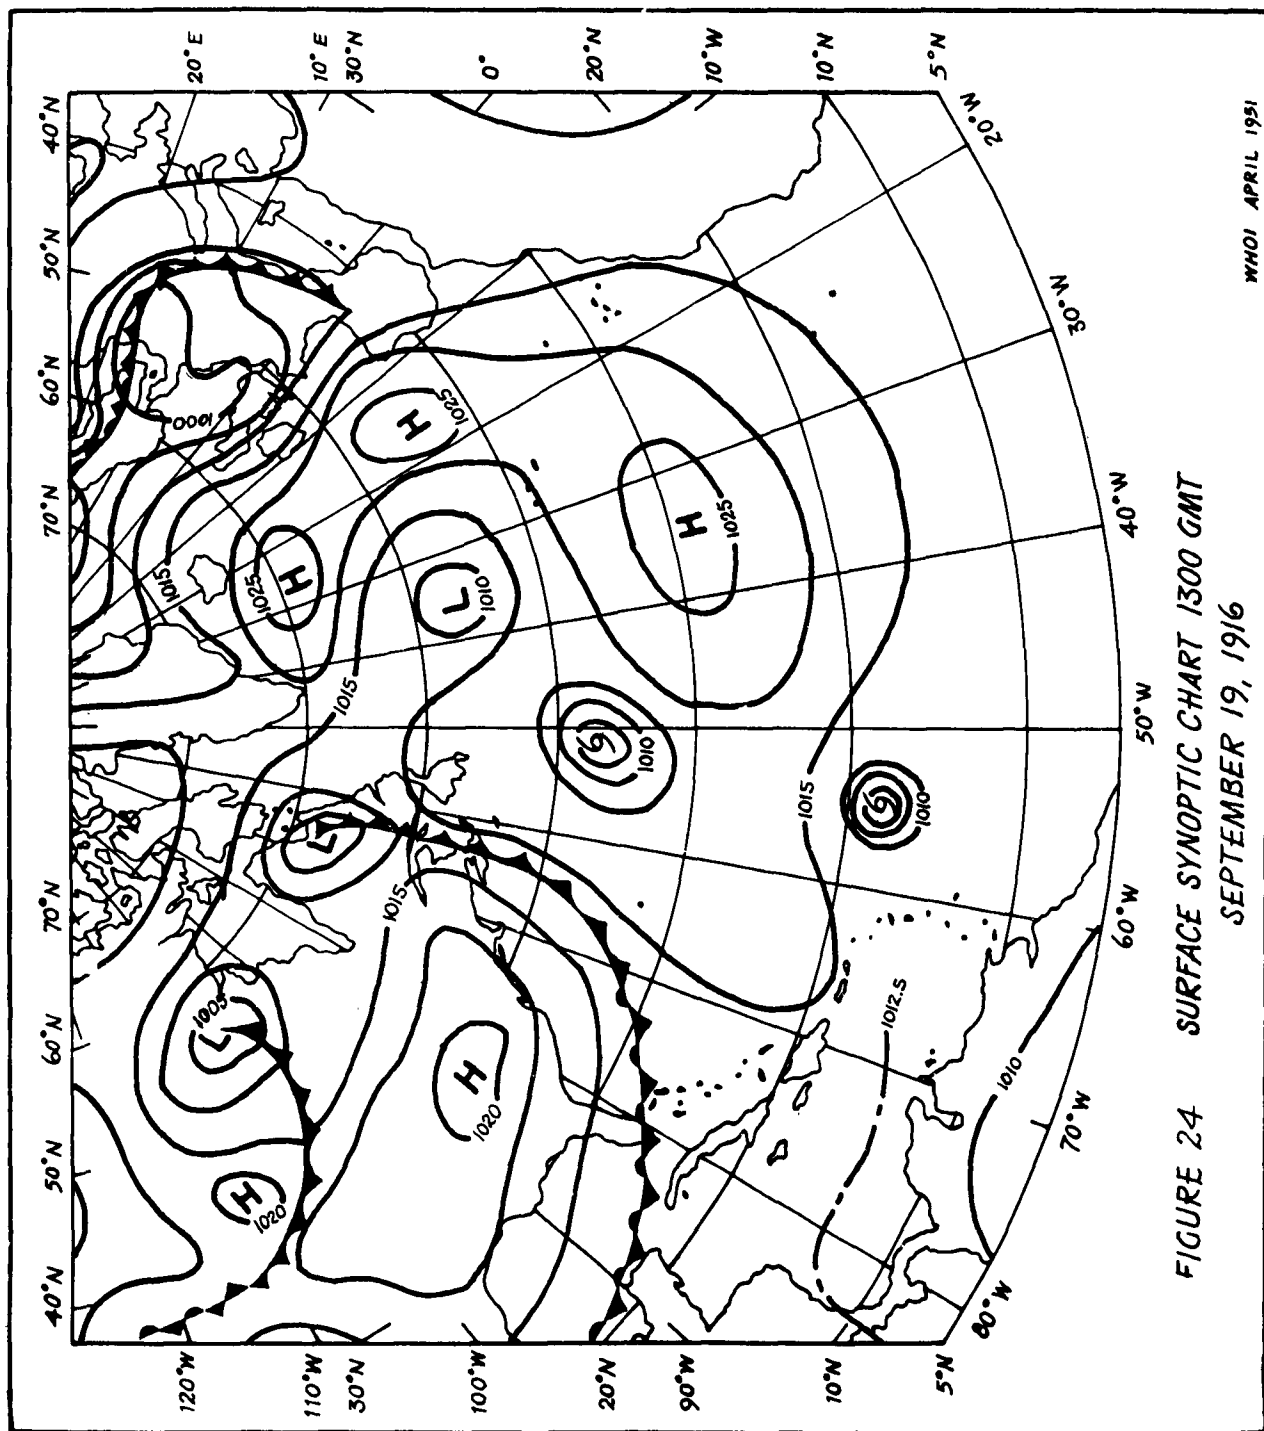 40°N 50°N 60°N 70°N 70°N 60°N 50°N 40°N
120°W 20°E
110°W 10°E
30°N 30°N
100°W 0°
20°N 20°N
90°W 10°W
10°N 10°N
5°N 5°N
1015
1000
L 1005
H 1020
1025 H
L
1015
H 1025
1015
L 1010
H 1020
1010
H 1025
1015
1010
1012.5
1010
80°W 70°W 60°W 50°W 40°W 30°W 20°W
FIGURE 24 SURFACE SYNOPTIC CHART 1300 GMT
SEPTEMBER 19, 1916
WHOI APRIL 1951